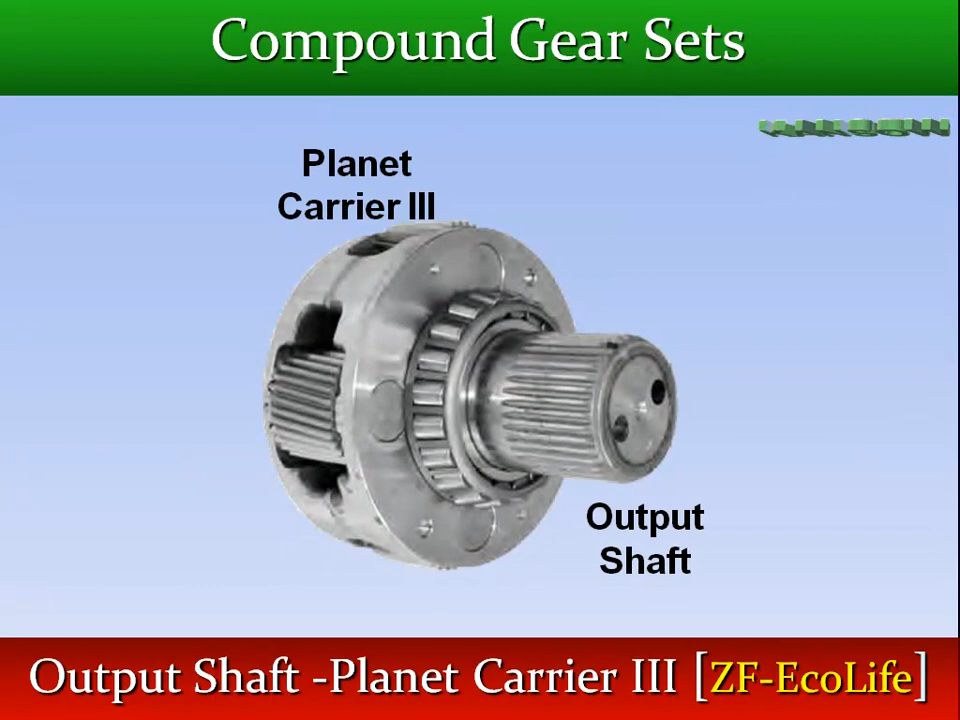 Compound Gear Sets
Planet
Carrier III
Output
Shaft
Output Shaft -Planet Carrier III [ZF-EcoLife]